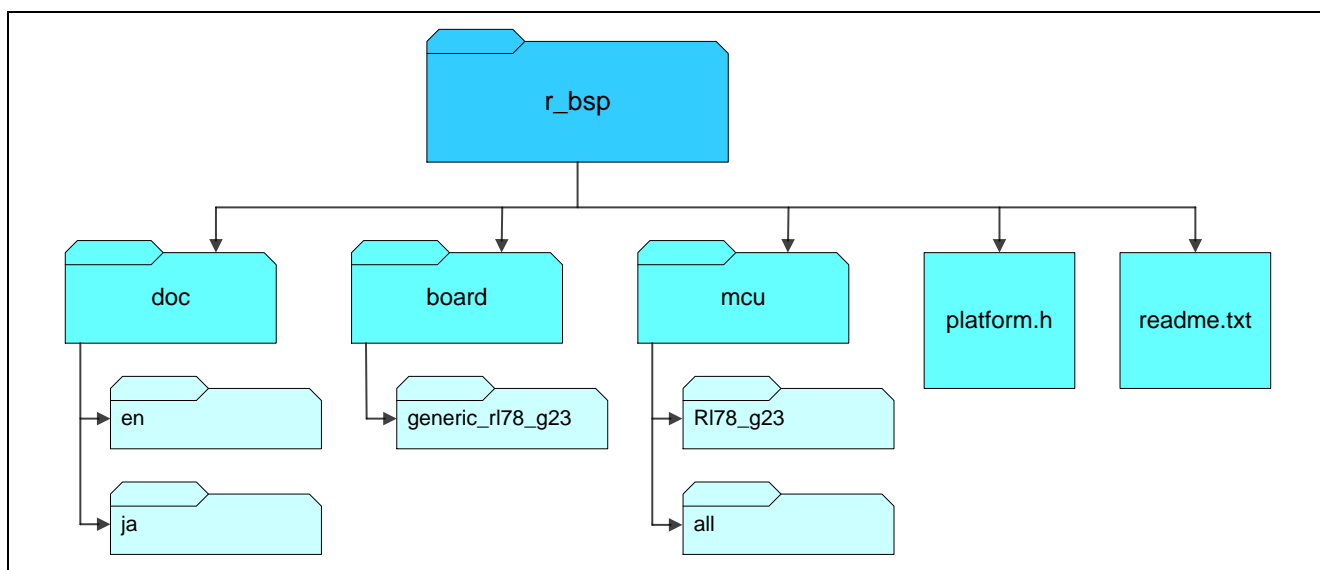 r_bsp
doc
board
mcu
platform.h
readme.txt
en
generic_rl78_g23
Rl78_g23
ja
all